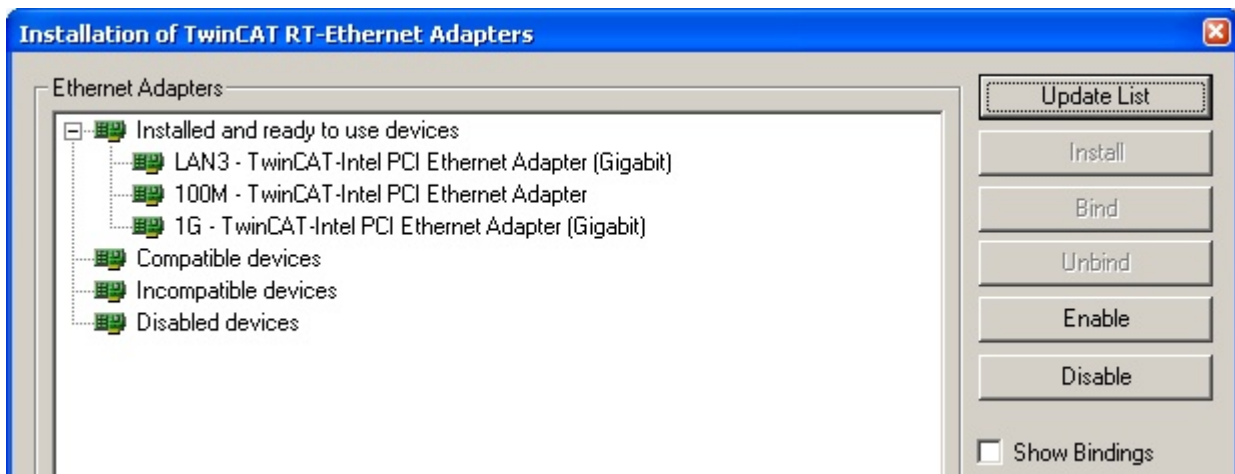 Installation of TwinCAT RT-Ethernet Adapters
Ethernet Adapters
Installed and ready to use devices
LAN3 - TwinCAT-Intel PCI Ethernet Adapter (Gigabit)
100M - TwinCAT-Intel PCI Ethernet Adapter
1G - TwinCAT-Intel PCI Ethernet Adapter (Gigabit)
Compatible devices
Incompatible devices
Disabled devices
Update List
Install
Bind
Unbind
Enable
Disable
Show Bindings